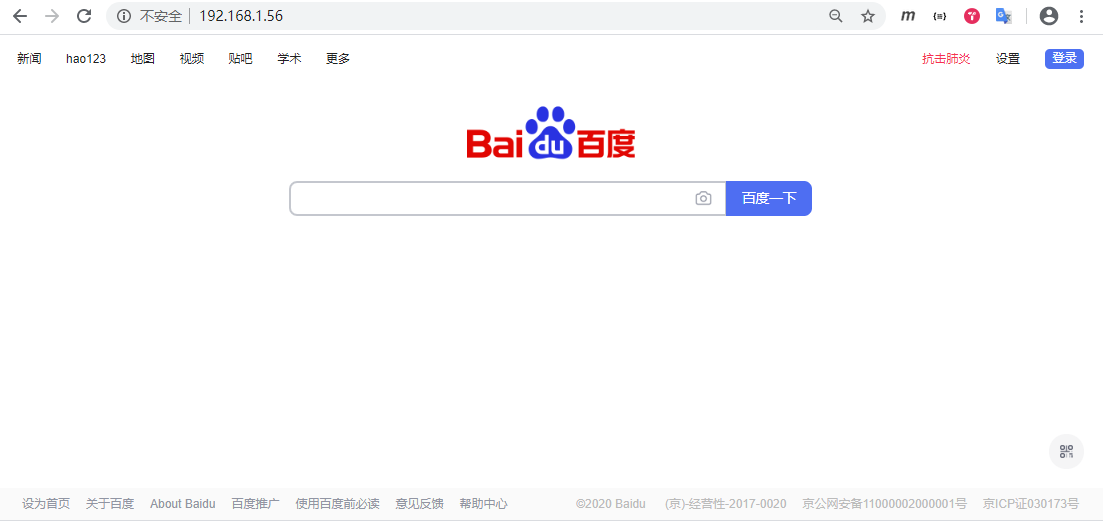 不安全 192.168.1.56
新闻 hao123 地图 视频 贴吧 学术 更多 抗击肺炎 设置 登录
Bai du 百度
百度一下
设为首页 关于百度 About Baidu 百度推广 使用百度前必读 意见反馈 帮助中心 ©2020 Baidu (京)-经营性-2017-0020 京公网安备11000002000001号 京ICP证030173号